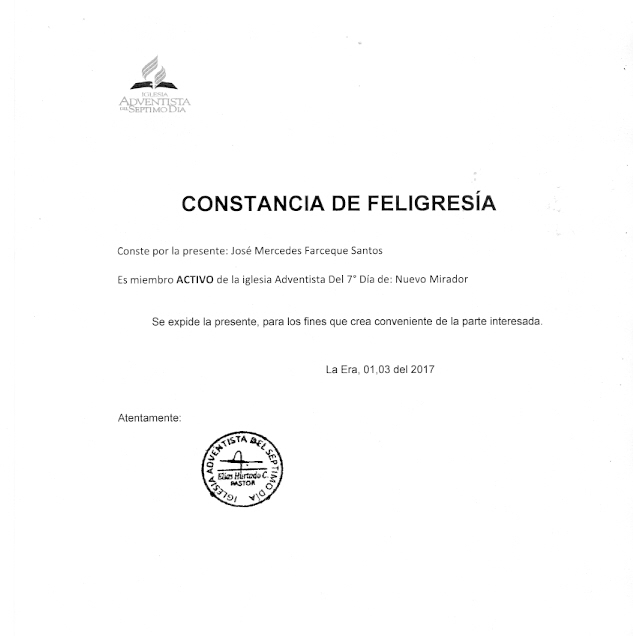 IGLESIA
ADVENTISTA
DEL SEPTIMO DIA
CONSTANCIA DE FELIGRESÍA
Conste por la presente: José Mercedes Farceque Santos
Es miembro ACTIVO de la iglesia Adventista Del 7° Día de: Nuevo Mirador
Se expide la presente, para los fines que crea conveniente de la parte interesada.
La Era, 01,03 del 2017
Atentamente:
IGLESIA ADVENTISTA DEL SEPTIMO DÍA
Elias Hurtado C.
PASTOR